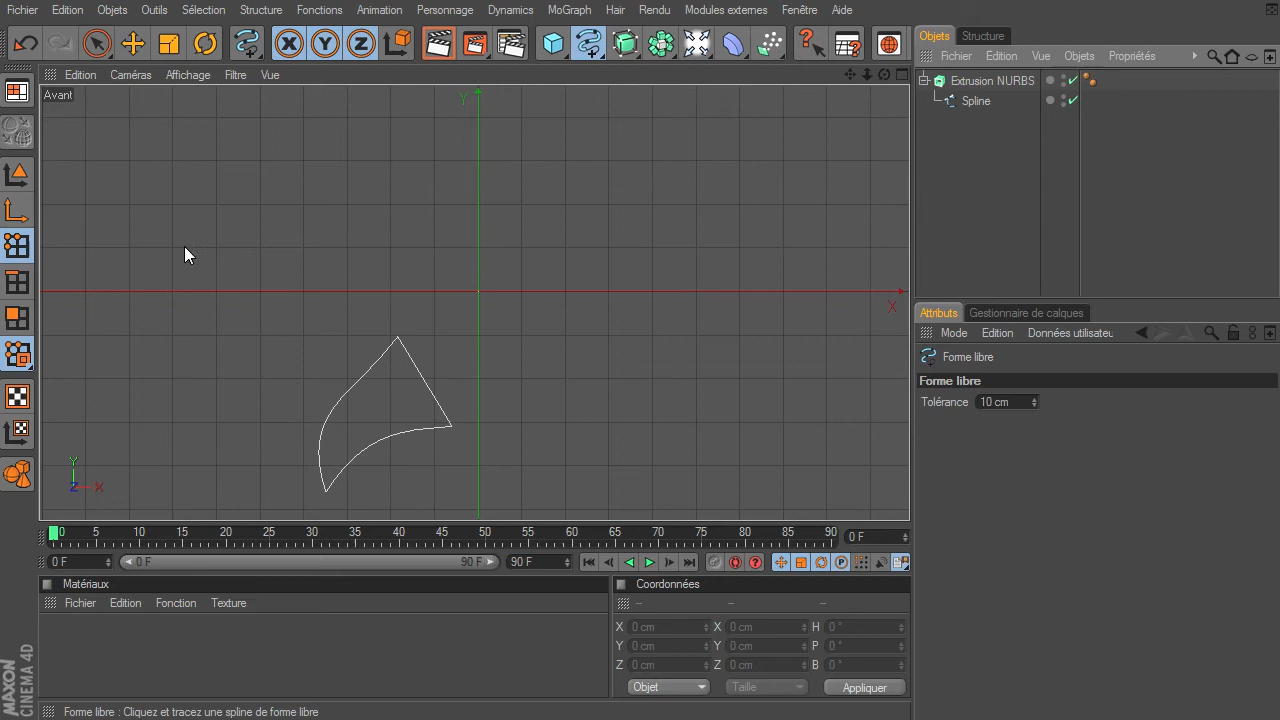 Fichier Edition Objets Outils Sélection Structure Fonctions Animation Personnage Dynamics MoGraph Hair Rendu Modules externes Fenêtre Aide
Objets Structure
Fichier Edition Vue Objets Propriétés
Extrusion NURBS
Spline
Edition Caméras Affichage Filtre Vue
Avant
Y
X
Y
Z X
Attributs Gestionnaire de calques
Mode Edition Données utilisateu
Forme libre
Forme libre
Tolérance 10 cm
0 5 10 15 20 25 30 35 40 45 50 55 60 65 70 75 80 85 90 0 F
0 F 0 F 90 F 90 F
Matériaux
Fichier Edition Fonction Texture
Coordonnées
-- -- --
X 0 cm X 0 cm H 0 °
Y 0 cm Y 0 cm P 0 °
Z 0 cm Z 0 cm B 0 °
Objet Taille Appliquer
MAXON
CINEMA 4D
Forme libre : Cliquez et tracez une spline de forme libre